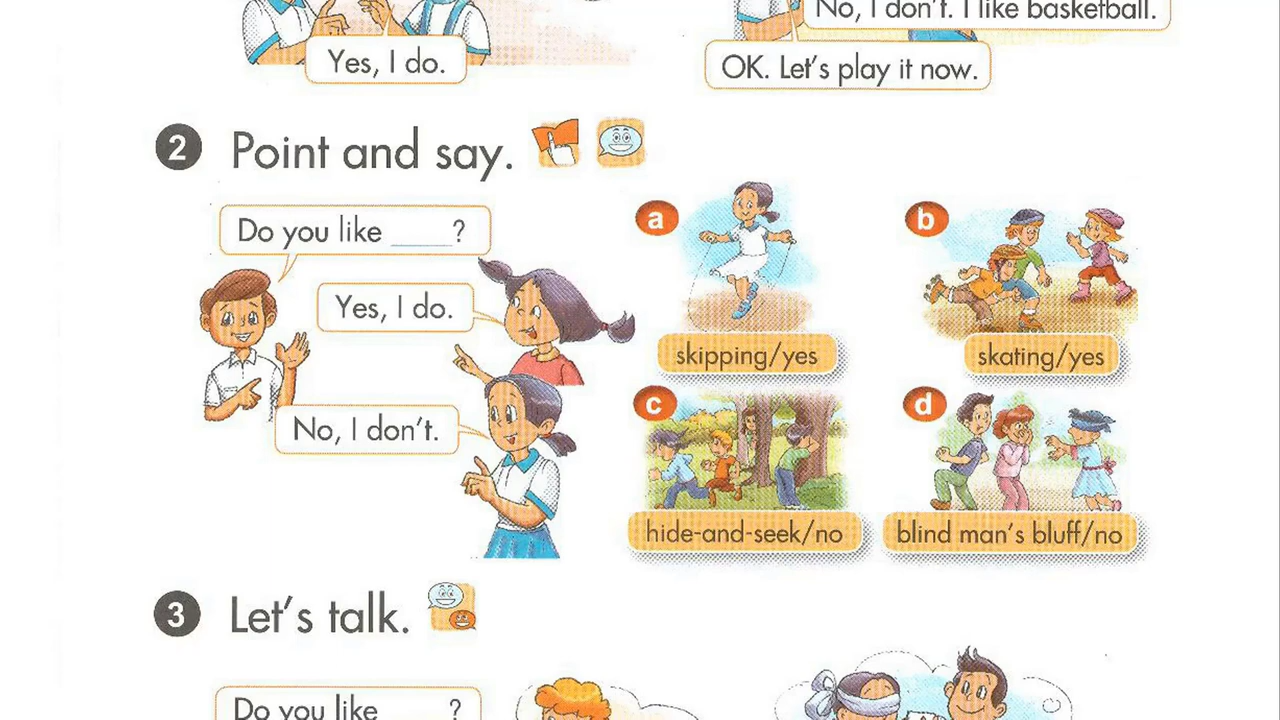 No, I don't. I like basketball.
Yes, I do.
OK. Let's play it now.
2 Point and say.
Do you like ____?
Yes, I do.
No, I don't.
a
skipping/yes
b
skating/yes
c
hide-and-seek/no
d
blind man's bluff/no
3 Let's talk.
Do you like ____?